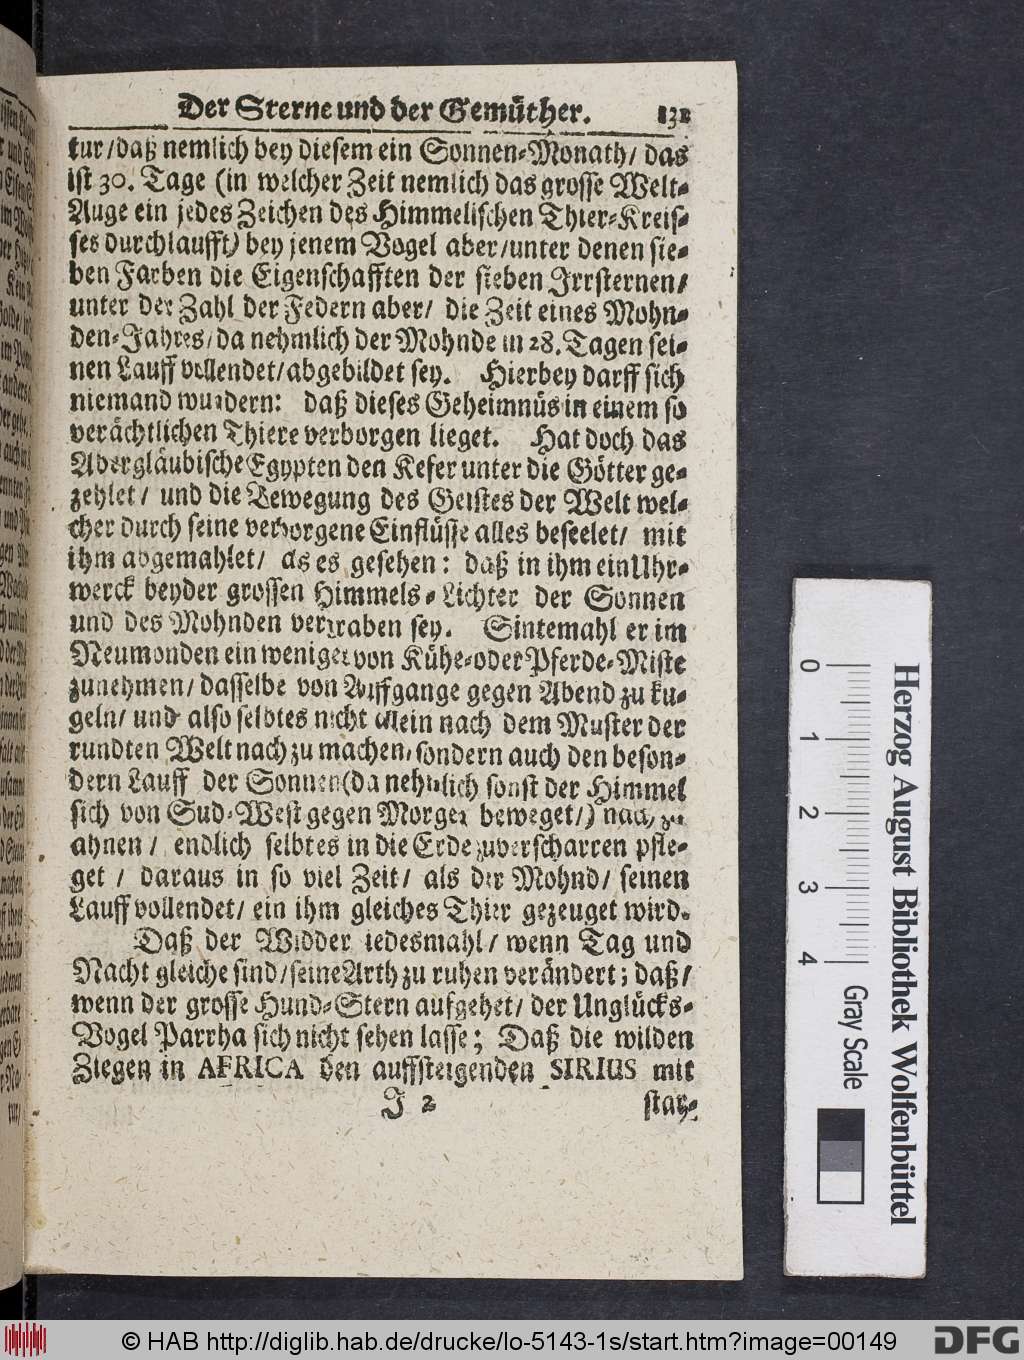 Der Sterne und der Gemüther. 131
tur/daß nemlich bey diesem ein Sonnen-Monath/ das
ist 30. Tage (in welcher Zeit nemlich das grosse Welt-
Auge ein jedes Zeichen des Himmelischen Thier-Kreis-
ses durchlaufft) bey jenem Vogel aber/unter denen sie-
ben Farben die Eigenschafften der sieben Irrsternen/
unter der Zahl der Federn aber/ die Zeit eines Mohn-
den-Jahres/da nehmlich der Mohnde in 28. Tagen sei-
nen Lauff vollendet/abgebildet sey. Hierbey darff sich
niemand wundern: daß dieses Geheimnüs in einem so
verächtlichen Thiere verborgen lieget. Hat doch das
Abergläubische Egypten den Kefer unter die Götter ge-
zehlet/ und die Bewegung des Geistes der Welt wel-
cher durch seine verborgene Einflüsse alles beseelet/ mit
ihm abgemahlet/ als es gesehen: daß in ihm ein Uhr-
werck beyder grossen Himmels-Lichter der Sonnen
und des Mohnden vergraben sey. Sintemahl er im
Neumonden ein weniges von Kühe-oder Pferde-Miste
zunehmen/ dasselbe von Auffgange gegen Abend zu ku-
geln/ und also selbtes nicht allein nach dem Muster der
rundten Welt nach zu machen/sondern auch den beson-
dern Lauff der Sonnen (da nehmlich sonst der Himmel
sich von Sud-West gegen Morgen beweget/) nach zu
ahnen/ endlich selbtes in die Erde zuverscharren pfle-
get/ daraus in so viel Zeit/ als der Mohnd/ seinen
Lauff vollendet/ ein ihm gleiches Thier gezeuget wird.
Daß der Widder jedesmahl/ wenn Tag und
Nacht gleiche sind/seine Arth zu ruhen verändert; daß/
wenn der grosse Hund-Stern aufgehet/ der Unglücks-
Vogel Parrha sich nicht sehen lasse; Daß die wilden
Ziegen in AFRICA den auffsteigenden SIRIUS mit
J 2 star-
0 1 2 3 4
Herzog August Bibliothek Wolfenbüttel
Gray Scale
© HAB http://diglib.hab.de/drucke/lo-5143-1s/start.htm?image=00149
DFG